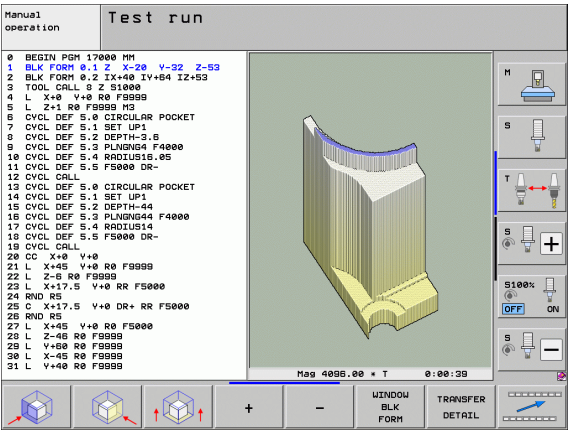 Manual
operation
Test run
0 BEGIN PGM 17000 MM
1 BLK FORM 0.1 Z X-20 Y-32 Z-53
2 BLK FORM 0.2 IX+40 IY+64 IZ+53
3 TOOL CALL 8 Z S1000
4 L X+0 Y+0 R0 F9999
5 L Z+1 R0 F9999 M3
6 CYCL DEF 5.0 CIRCULAR POCKET
7 CYCL DEF 5.1 SET UP1
8 CYCL DEF 5.2 DEPTH-3.6
9 CYCL DEF 5.3 PLNGNG4 F4000
10 CYCL DEF 5.4 RADIUS16.05
11 CYCL DEF 5.5 F5000 DR-
12 CYCL CALL
13 CYCL DEF 5.0 CIRCULAR POCKET
14 CYCL DEF 5.1 SET UP1
15 CYCL DEF 5.2 DEPTH-44
16 CYCL DEF 5.3 PLNGNG44 F4000
17 CYCL DEF 5.4 RADIUS14
18 CYCL DEF 5.5 F5000 DR-
19 CYCL CALL
20 CC X+0 Y+0
21 L X+45 Y+0 R0 F9999
22 L Z-6 R0 F9999
23 L X+17.5 Y+0 RR F5000
24 RND R5
25 C X+17.5 Y+0 DR+ RR F5000
26 RND R5
27 L X+45 Y+0 R0 F5000
28 L Z-46 R0 F9999
29 L Y+60 R0 F9999
30 L X-45 R0 F9999
31 L Y+40 R0 F9999
Mag 4096.00 * T 0:00:39
M
S
T
S
+
S100%
OFF ON
S
−
+
−
WINDOW
BLK
FORM
TRANSFER
DETAIL